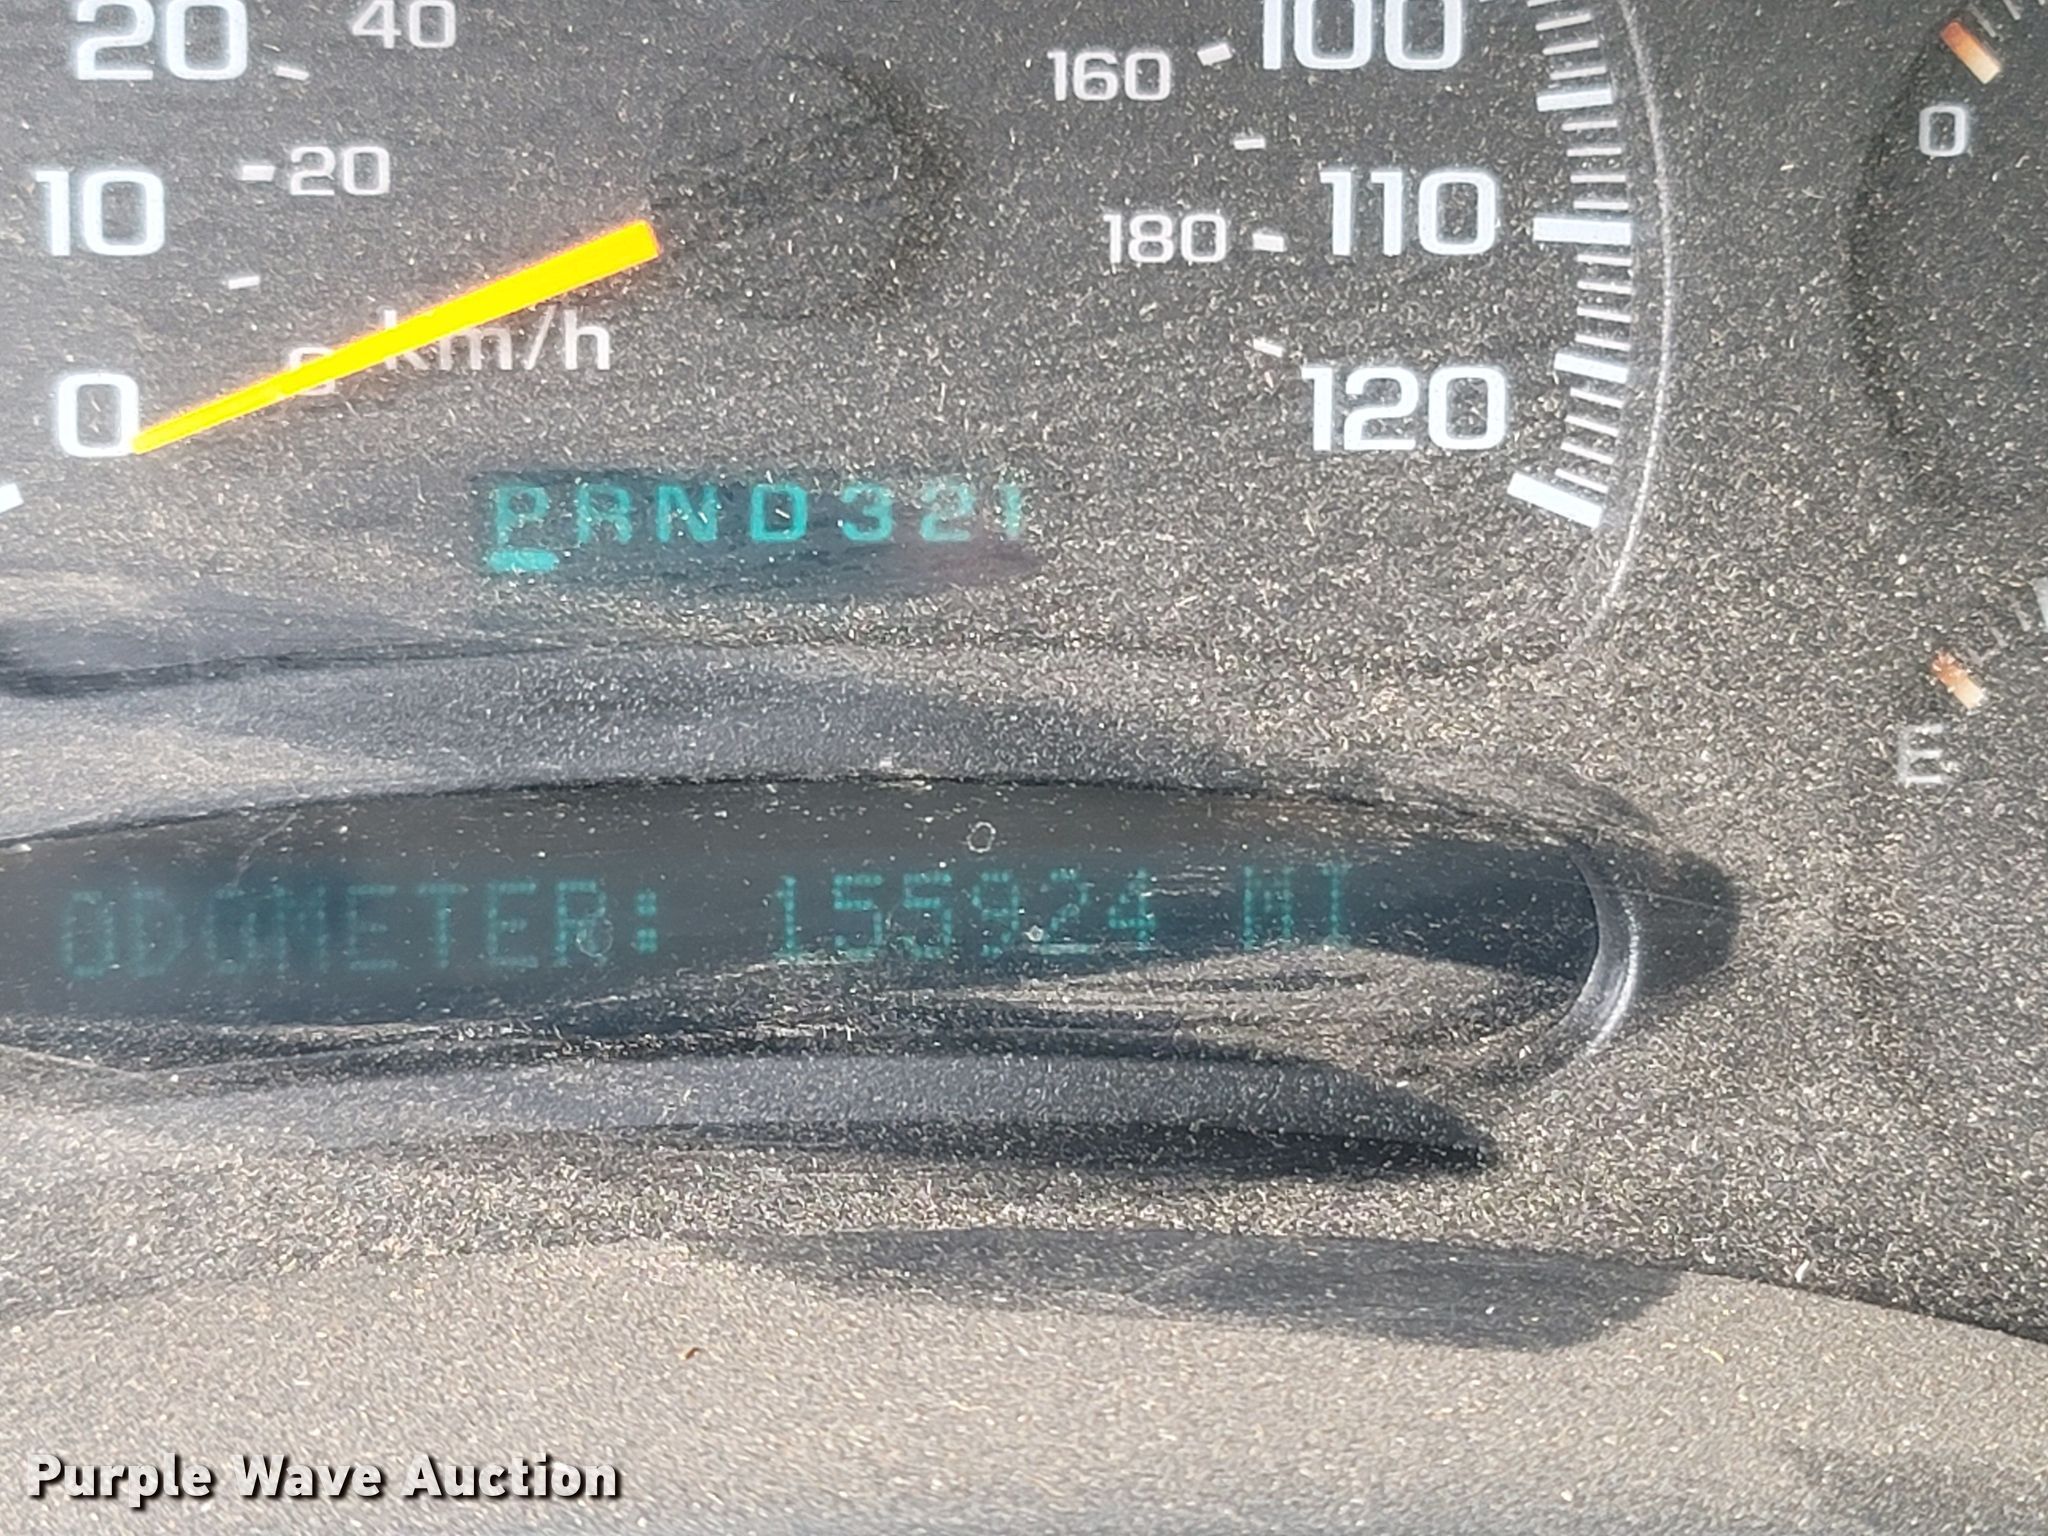 20 40 160 100
10 20 180 110
0 km/h 120
0
PRND321
E
ODOMETER: 155924 MI
Purple Wave Auction